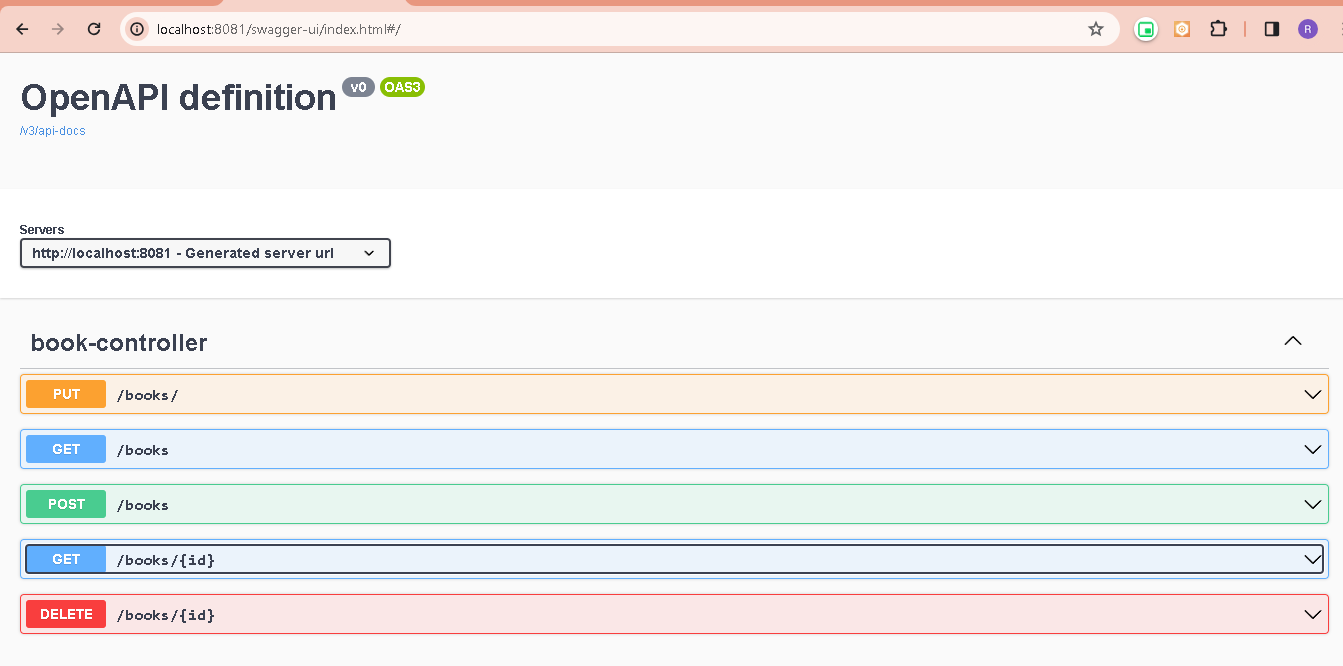 localhost:8081/swagger-ui/index.html#/
R
OpenAPI definition v0 OAS3
/v3/api-docs
Servers
http://localhost:8081 - Generated server url
book-controller
PUT /books/
GET /books
POST /books
GET /books/{id}
DELETE /books/{id}